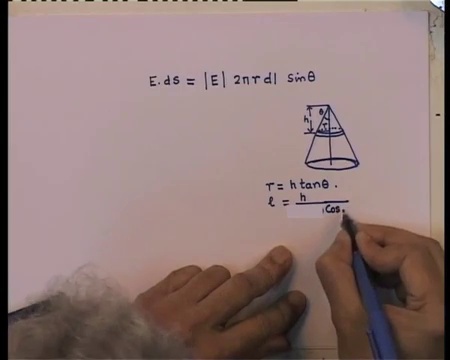 E.ds = |E| 2πr dl sinθ
θ
h
r
r = h tanθ.
l = h / Cos